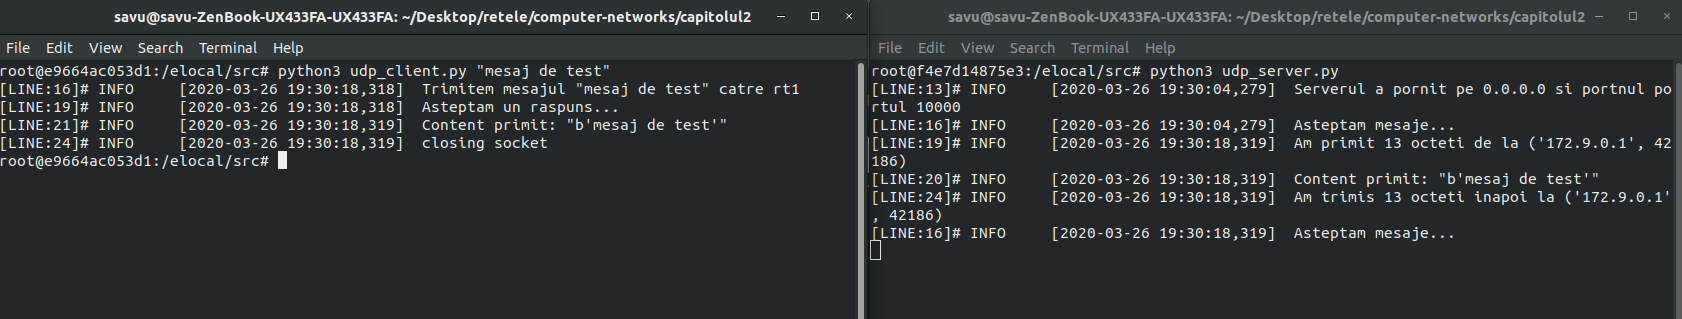 savu@savu-ZenBook-UX433FA-UX433FA: ~/Desktop/retele/computer-networks/capitolul2
File Edit View Search Terminal Help
root@e9664ac053d1:/elocal/src# python3 udp_client.py "mesaj de test"
[LINE:16]# INFO     [2020-03-26 19:30:18,318]  Trimitem mesajul "mesaj de test" catre rt1
[LINE:19]# INFO     [2020-03-26 19:30:18,319]  Asteptam un raspuns...
[LINE:21]# INFO     [2020-03-26 19:30:18,319]  Content primit: "b'mesaj de test'"
[LINE:24]# INFO     [2020-03-26 19:30:18,319]  closing socket
root@e9664ac053d1:/elocal/src#
savu@savu-ZenBook-UX433FA-UX433FA: ~/Desktop/retele/computer-networks/capitolul2
File Edit View Search Terminal Help
root@f4e7d14875e3:/elocal/src# python3 udp_server.py
[LINE:13]# INFO     [2020-03-26 19:30:04,279]  Serverul a pornit pe 0.0.0.0 si portnul po
rtul 10000
[LINE:16]# INFO     [2020-03-26 19:30:04,279]  Asteptam mesaje...
[LINE:19]# INFO     [2020-03-26 19:30:18,319]  Am primit 13 octeti de la ('172.9.0.1', 42
186)
[LINE:20]# INFO     [2020-03-26 19:30:18,319]  Content primit: "b'mesaj de test'"
[LINE:24]# INFO     [2020-03-26 19:30:18,319]  Am trimis 13 octeti inapoi la ('172.9.0.1'
, 42186)
[LINE:16]# INFO     [2020-03-26 19:30:18,319]  Asteptam mesaje...